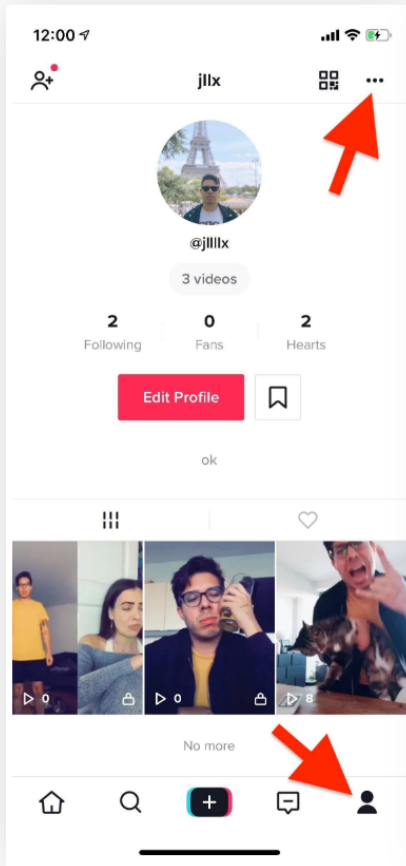 12:00
jllx
@jllllx
3 videos
2 0 2
Following Fans Hearts
Edit Profile
ok
0 0 8
No more